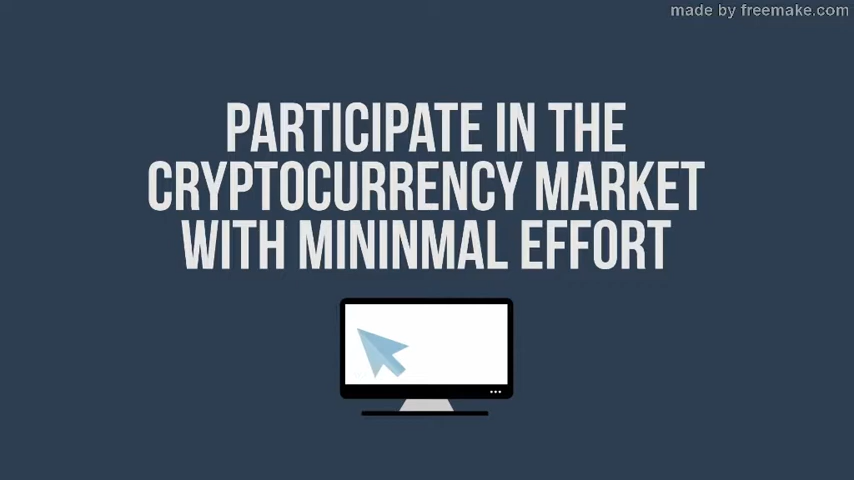 made by freemake.com
PARTICIPATE IN THE
CRYPTOCURRENCY MARKET
WITH MININMAL EFFORT